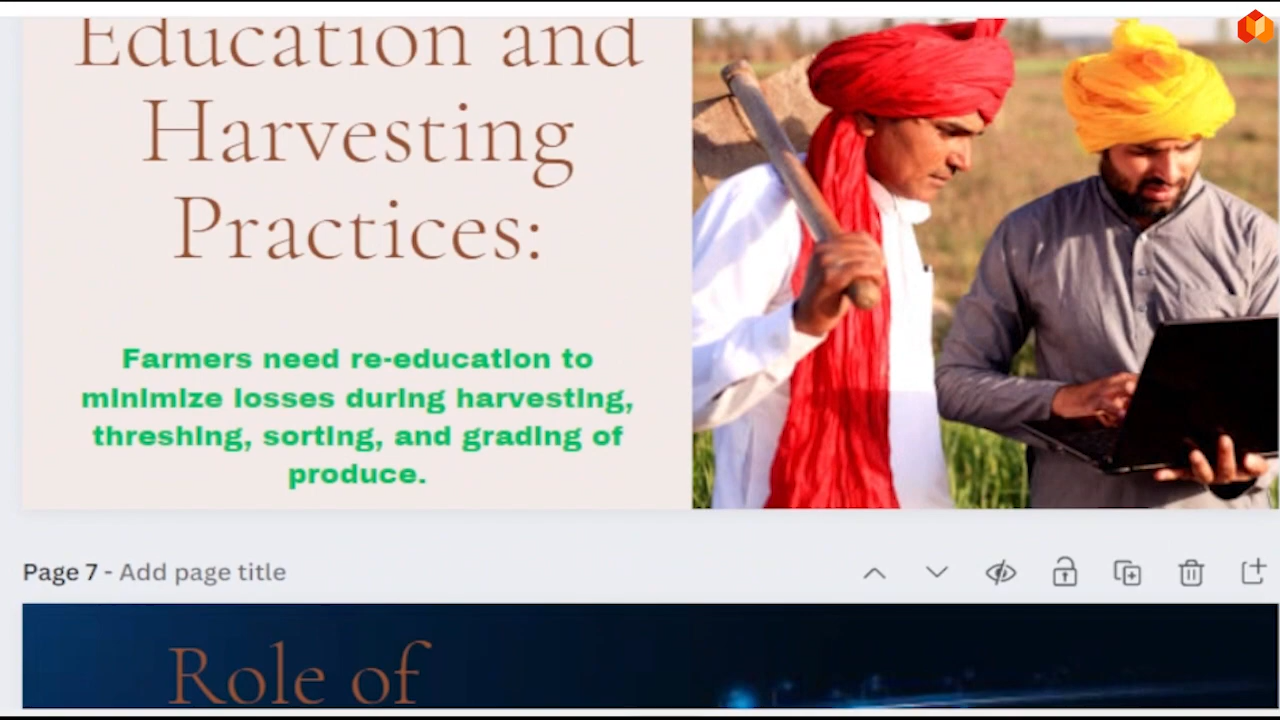 Education and
Harvesting
Practices:
Farmers need re-education to
minimize losses during harvesting,
threshing, sorting, and grading of
produce.
Page 7 - Add page title
Role of